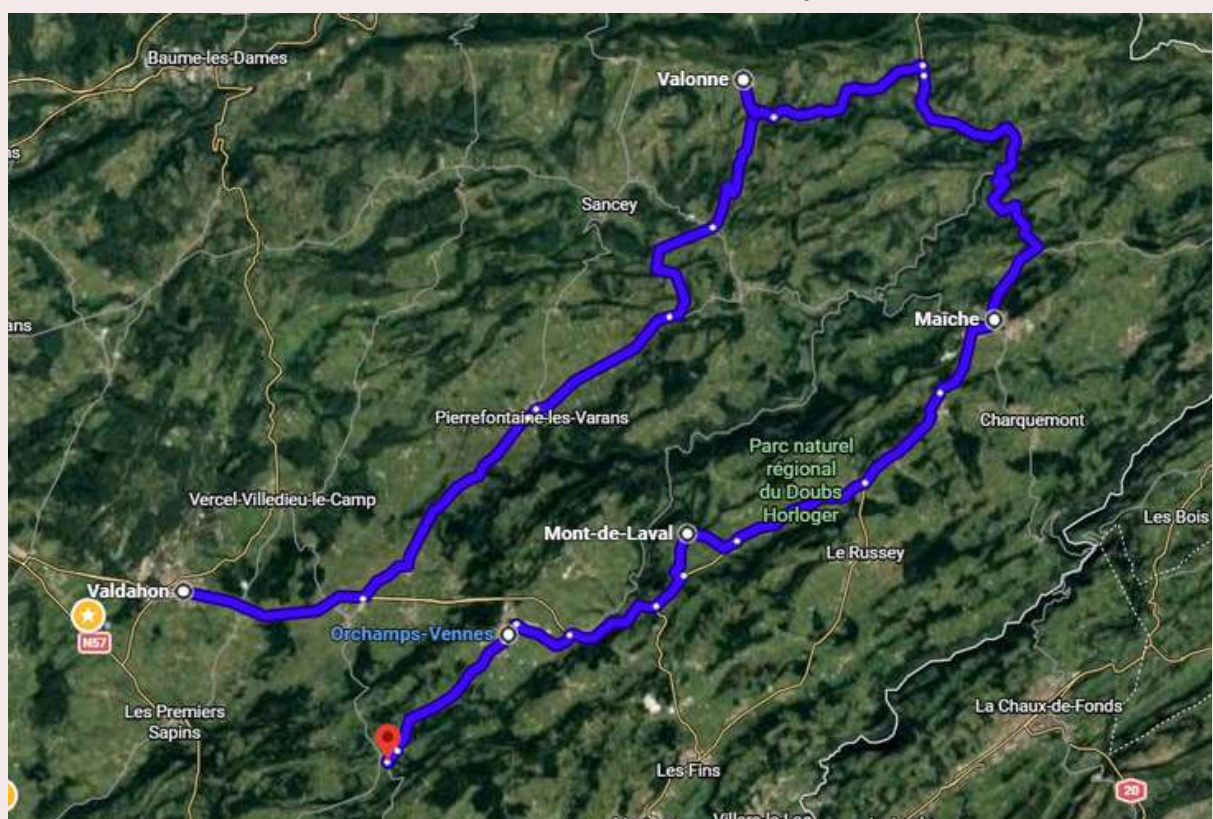 Baume-les-Dames
Valonne
Sancey
ans
Maîche
Pierrefontaine-les-Varans
Charquemont
Parc naturel
régional
du Doubs
Horloger
Vercel-Villedieu-le-Camp
Les Bois
Mont-de-Laval
Le Russey
Valdahon
N57
Orchamps-Vennes
Les Premiers
Sapins
La Chaux-de-Fonds
Les Fins
20